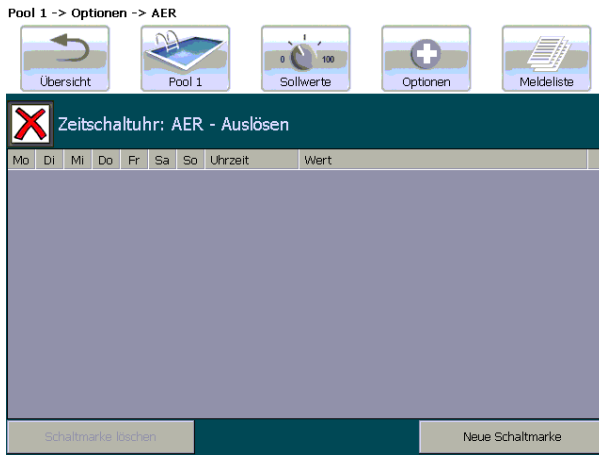 Pool 1 -> Optionen -> AER
0 100
Übersicht Pool 1 Sollwerte Optionen Meldeliste
Zeitschaltuhr: AER - Auslösen
Mo Di Mi Do Fr Sa So Uhrzeit Wert
Schaltmarke löschen Neue Schaltmarke